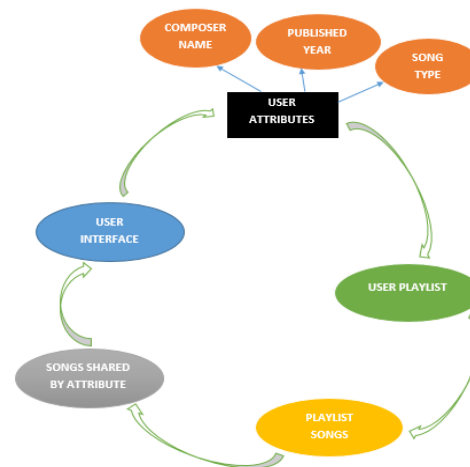 COMPOSER
NAME
PUBLISHED
YEAR
SONG
TYPE
USER
ATTRIBUTES
USER
INTERFACE
USER PLAYLIST
SONGS SHARED
BY ATTRIBUTE
PLAYLIST
SONGS